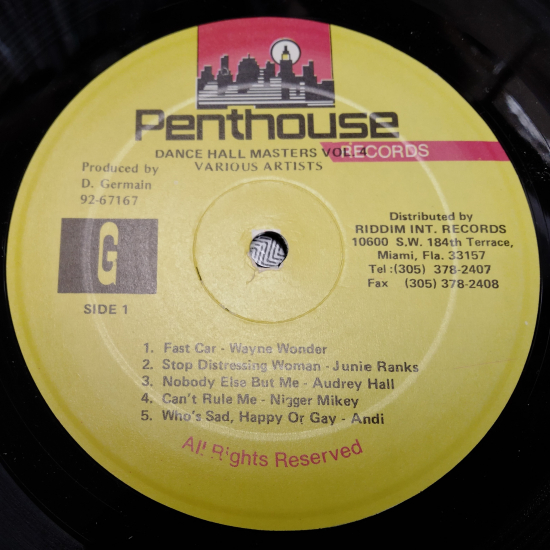 Penthouse
RECORDS
DANCE HALL MASTERS VOL 4
VARIOUS ARTISTS
Produced by
D. Germain
92-67167
G
SIDE 1
Distributed by
RIDDIM INT. RECORDS
10600 S.W. 184th Terrace,
Miami, Fla. 33157
Tel :(305) 378-2407
Fax (305) 378-2408
1. Fast Car - Wayne Wonder
2. Stop Distressing Woman - Junie Ranks
3. Nobody Else But Me - Audrey Hall
4. Can't Rule Me - Nigger Mikey
5. Who's Sad, Happy Or Gay - Andi
All Rights Reserved